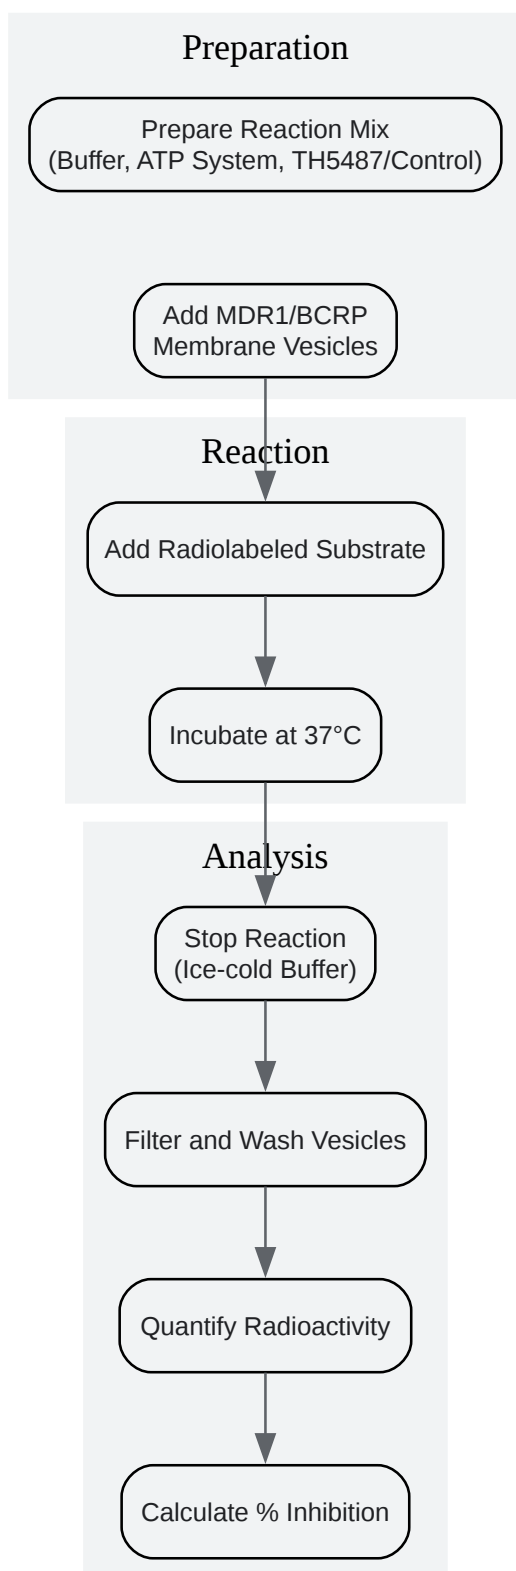 Preparation
Prepare Reaction Mix
(Buffer, ATP System, TH5487/Control)
Add MDR1/BCRP
Membrane Vesicles
Reaction
Add Radiolabeled Substrate
Incubate at 37°C
Analysis
Stop Reaction
(Ice-cold Buffer)
Filter and Wash Vesicles
Quantify Radioactivity
Calculate % Inhibition